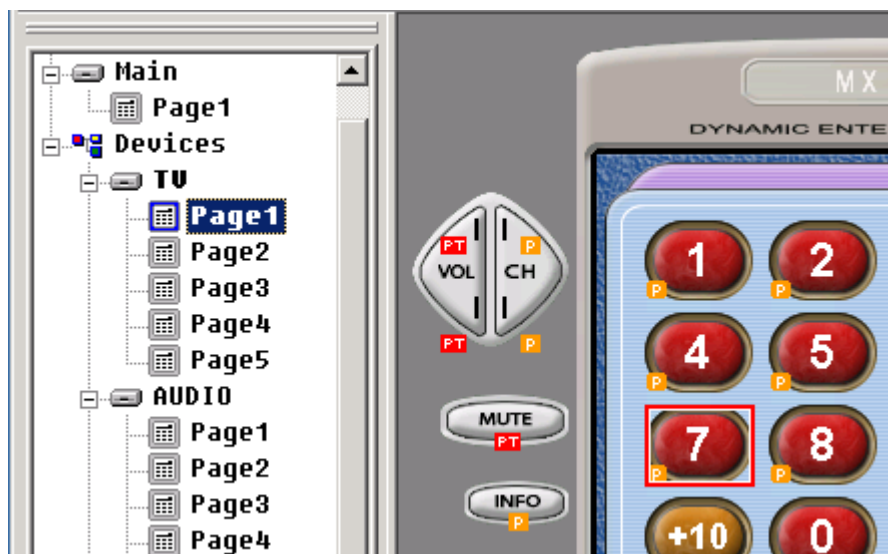 Main
Page1
Devices
TV
Page1
Page2
Page3
Page4
Page5
AUDIO
Page1
Page2
Page3
Page4
MX
DYNAMIC ENTE
PT P
VOL CH
PT P
MUTE
PT
INFO
P
1 2
P P
4 5
P P
7 8
P P
+10 0